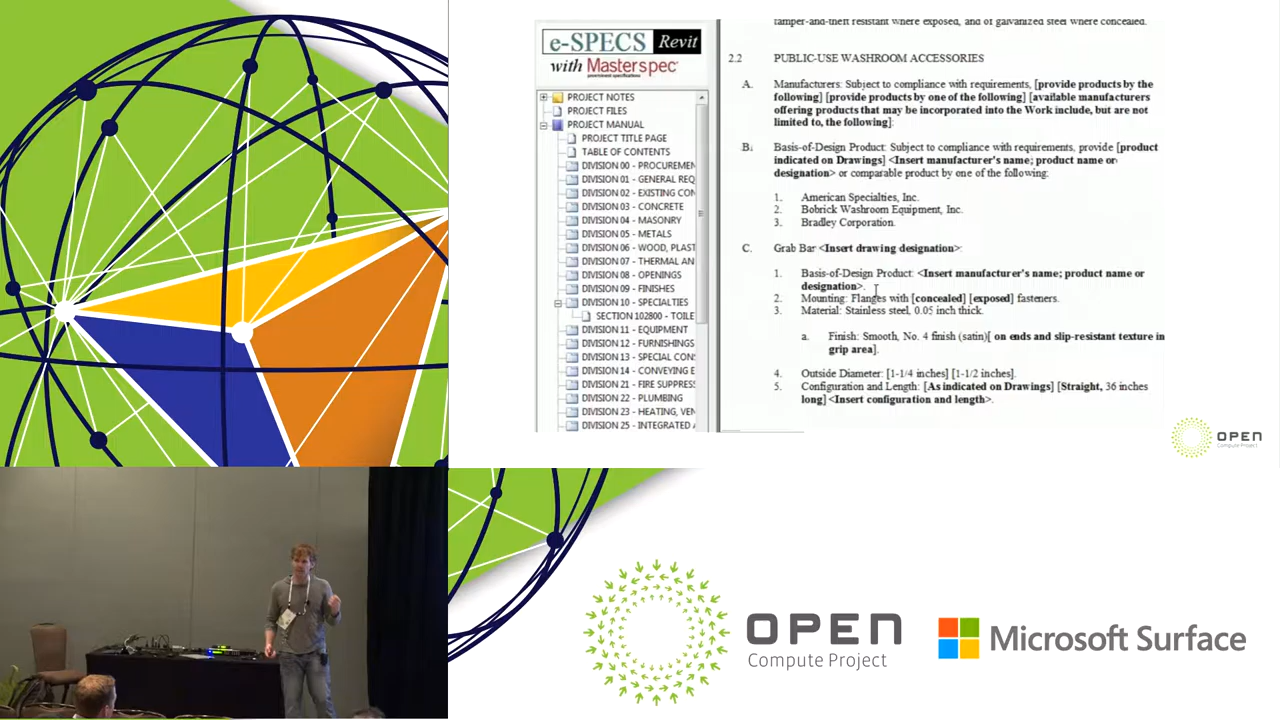 e-SPECS Revit
with Masterspec
PROJECT NOTES
PROJECT FILES
PROJECT MANUAL
PROJECT TITLE PAGE
TABLE OF CONTENTS
DIVISION 00 - PROCUREMEN
DIVISION 01 - GENERAL REQ
DIVISION 02 - EXISTING CON
DIVISION 03 - CONCRETE
DIVISION 04 - MASONRY
DIVISION 05 - METALS
DIVISION 06 - WOOD, PLAST
DIVISION 07 - THERMAL AN
DIVISION 08 - OPENINGS
DIVISION 09 - FINISHES
DIVISION 10 - SPECIALTIES
SECTION 102800 - TOILE
DIVISION 11 - EQUIPMENT
DIVISION 12 - FURNISHINGS
DIVISION 13 - SPECIAL CON
DIVISION 14 - CONVEYING E
DIVISION 21 - FIRE SUPPRES
DIVISION 22 - PLUMBING
DIVISION 23 - HEATING, VEN
DIVISION 25 - INTEGRATED A
tamper-and-theft resistant where exposed, and of galvanized steel where concealed.
2.2 PUBLIC-USE WASHROOM ACCESSORIES
A. Manufacturers: Subject to compliance with requirements, [provide products by the
following] [provide products by one of the following] [available manufacturers
offering products that may be incorporated into the Work include, but are not
limited to, the following]:
B. Basis-of-Design Product: Subject to compliance with requirements, provide [product
indicated on Drawings] <Insert manufacturer's name; product name or
designation> or comparable product by one of the following:
1. American Specialties, Inc.
2. Bobrick Washroom Equipment, Inc.
3. Bradley Corporation.
C. Grab Bar <Insert drawing designation>:
1. Basis-of-Design Product: <Insert manufacturer's name; product name or
designation>.
2. Mounting: Flanges with [concealed] [exposed] fasteners.
3. Material: Stainless steel, 0.05 inch thick.
a. Finish: Smooth, No. 4 finish (satin)[ on ends and slip-resistant texture in
grip area].
4. Outside Diameter: [1-1/4 inches] [1-1/2 inches].
5. Configuration and Length: [As indicated on Drawings] [Straight, 36 inches
long] <Insert configuration and length>.
OPEN
Compute Project
OPEN
Compute Project
Microsoft Surface